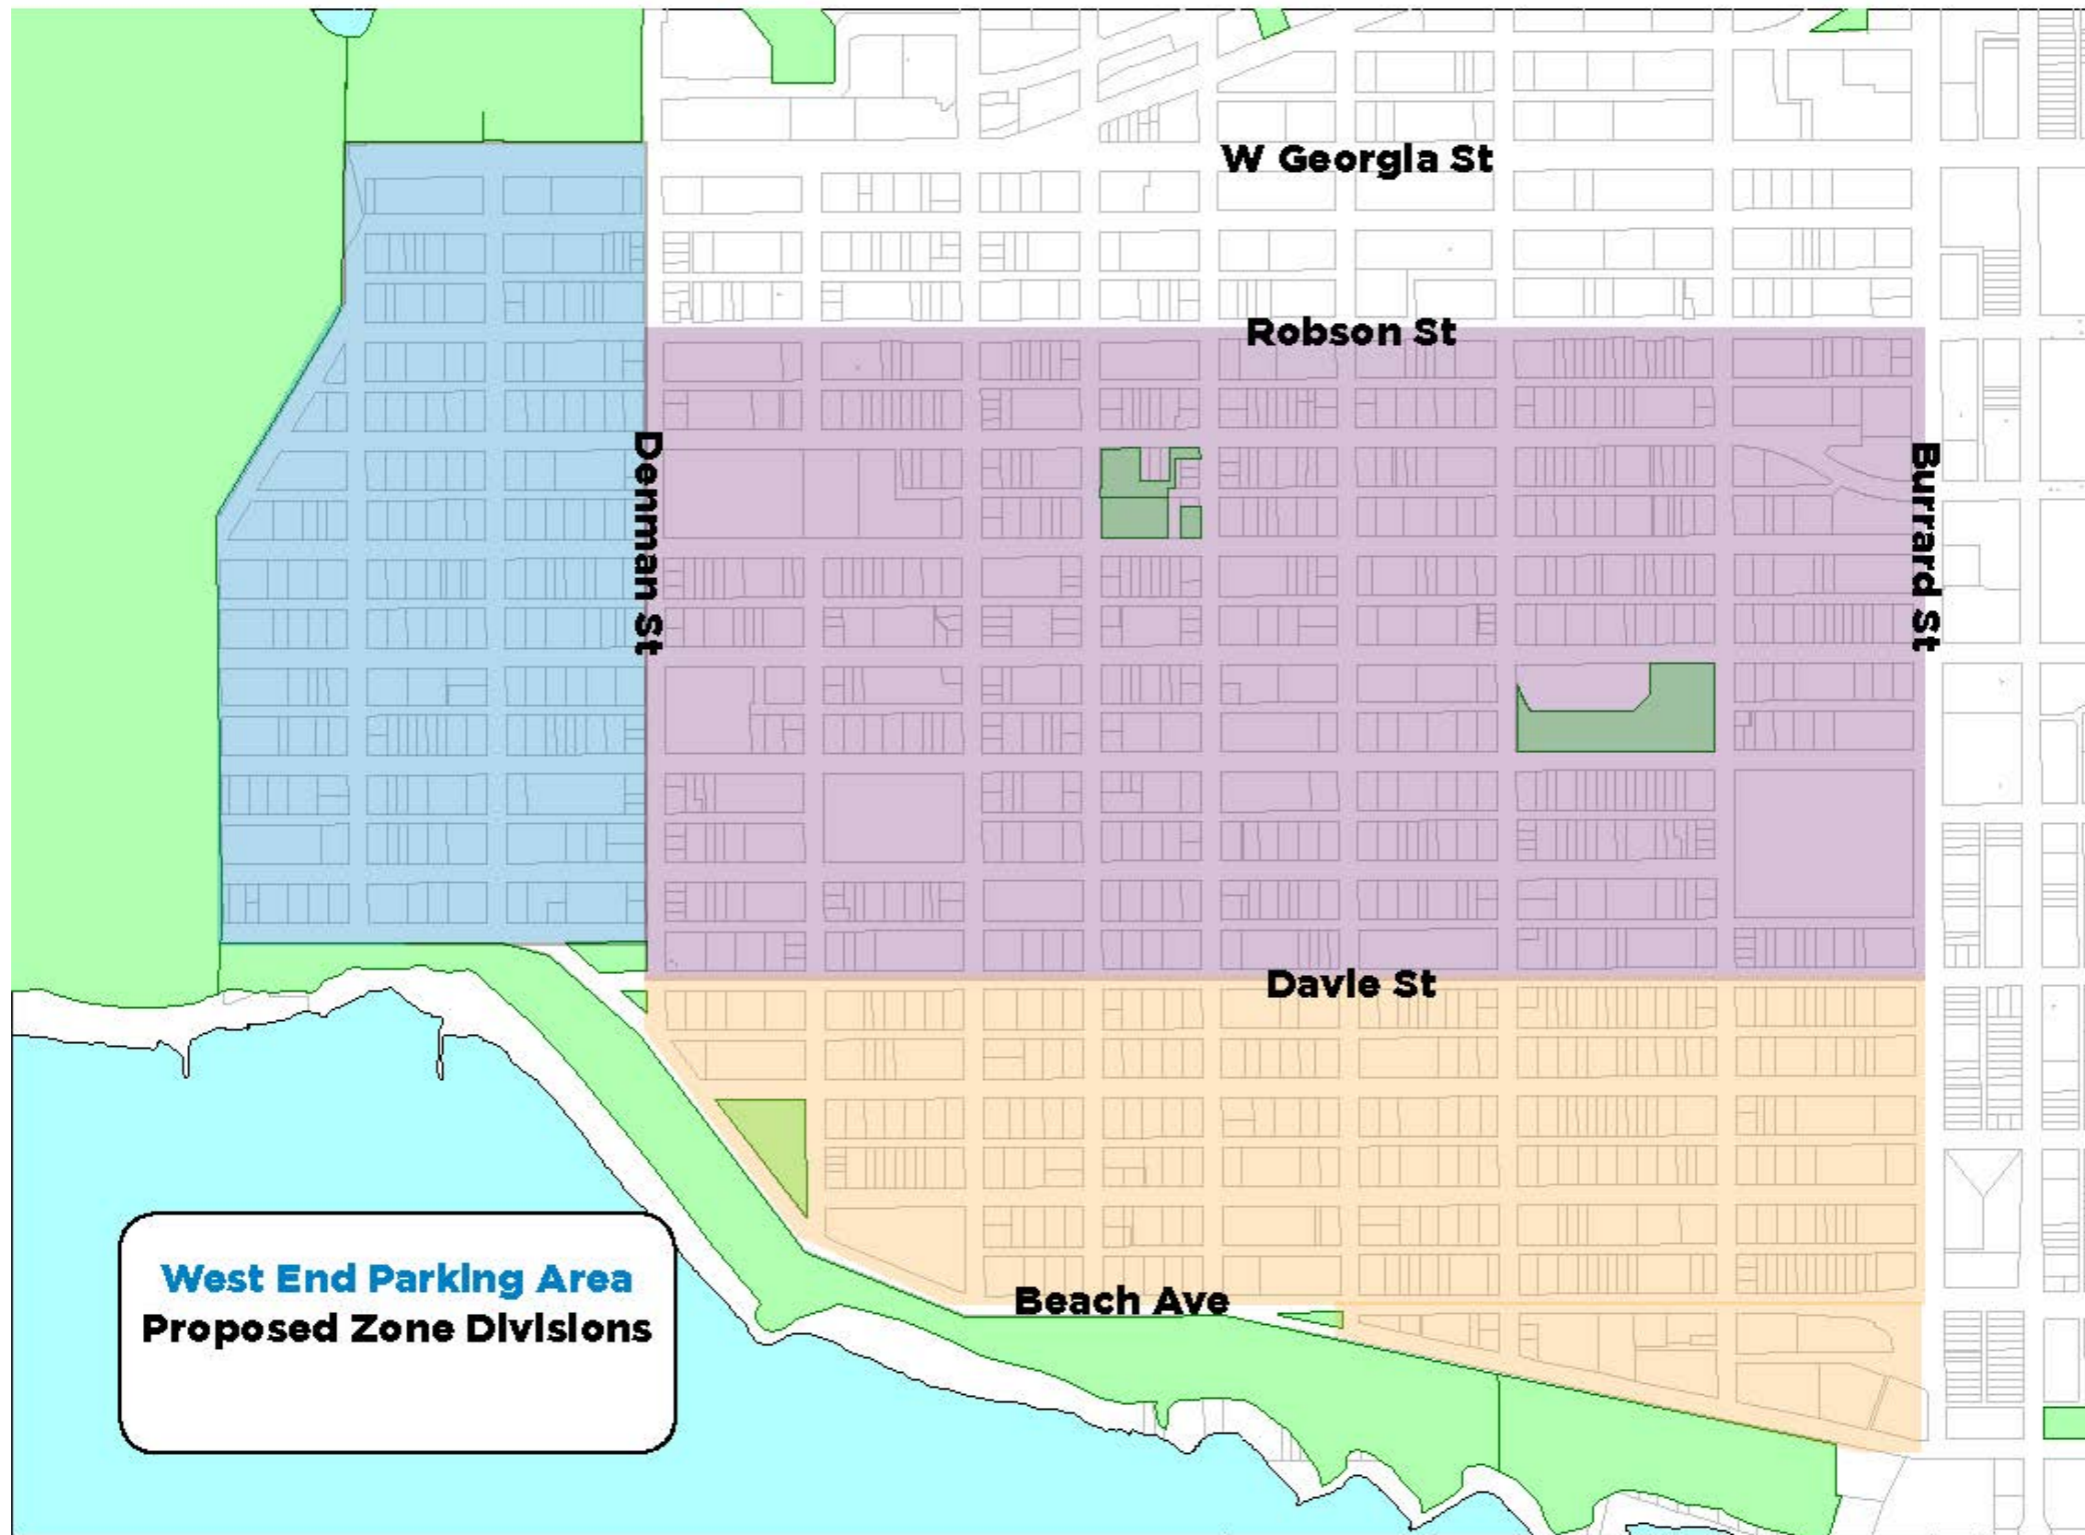 W Georgia St
Robson St
Denman St
Burrard St
Davie St
Beach Ave
West End Parking Area
Proposed Zone Divisions